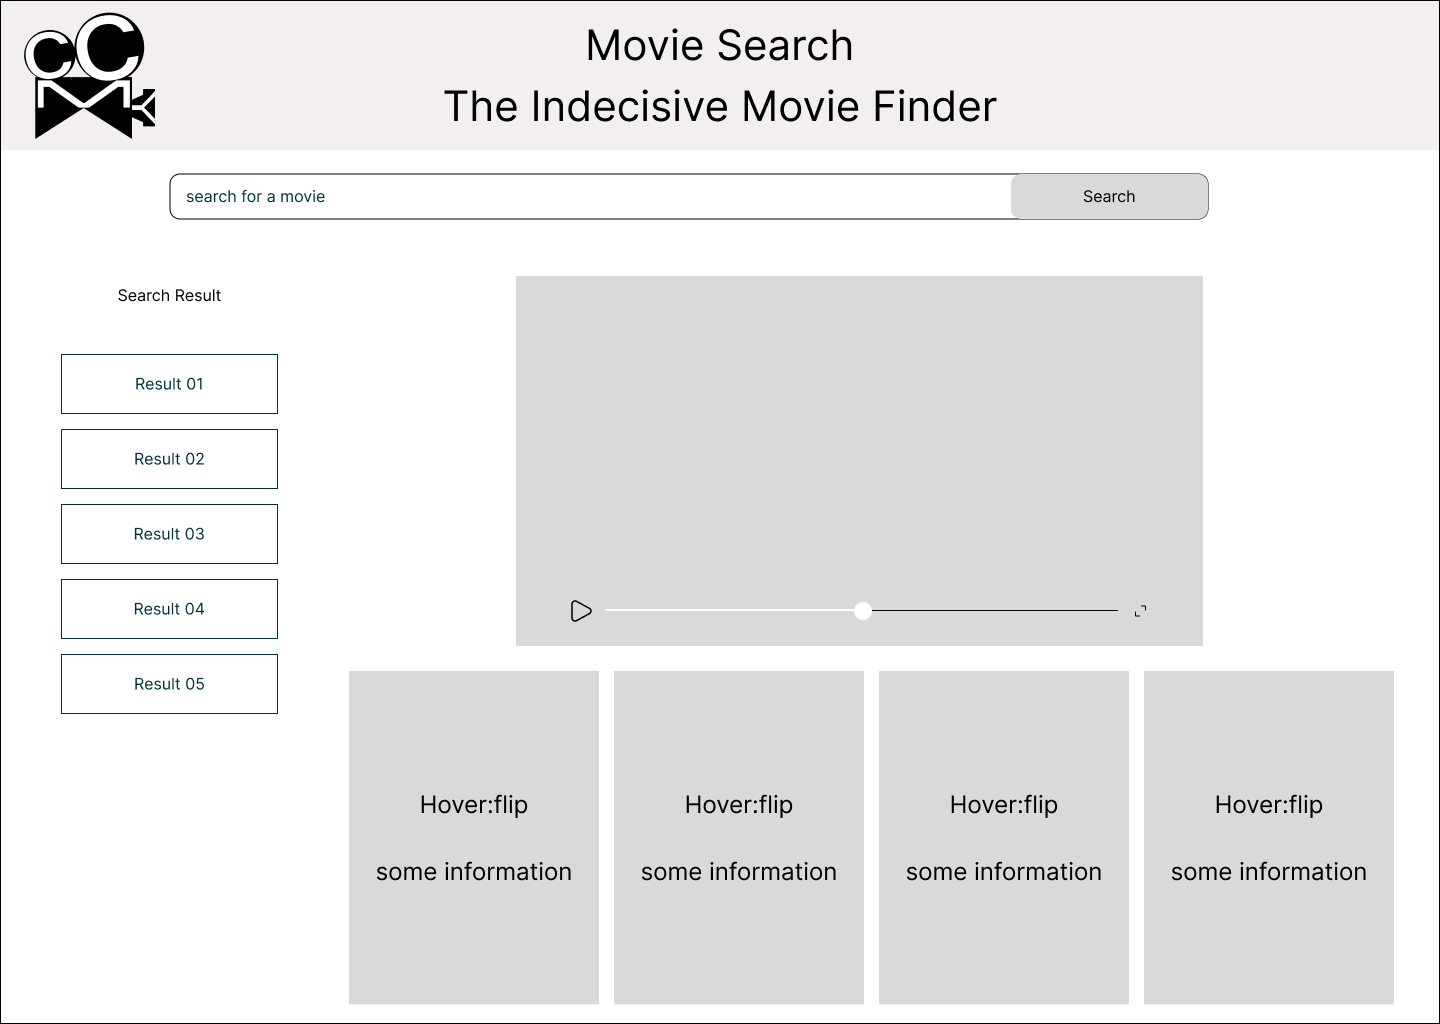 CCM
Movie Search
The Indecisive Movie Finder
search for a movie
Search
Search Result
Result 01
Result 02
Result 03
Result 04
Result 05
Hover:flip
some information
Hover:flip
some information
Hover:flip
some information
Hover:flip
some information